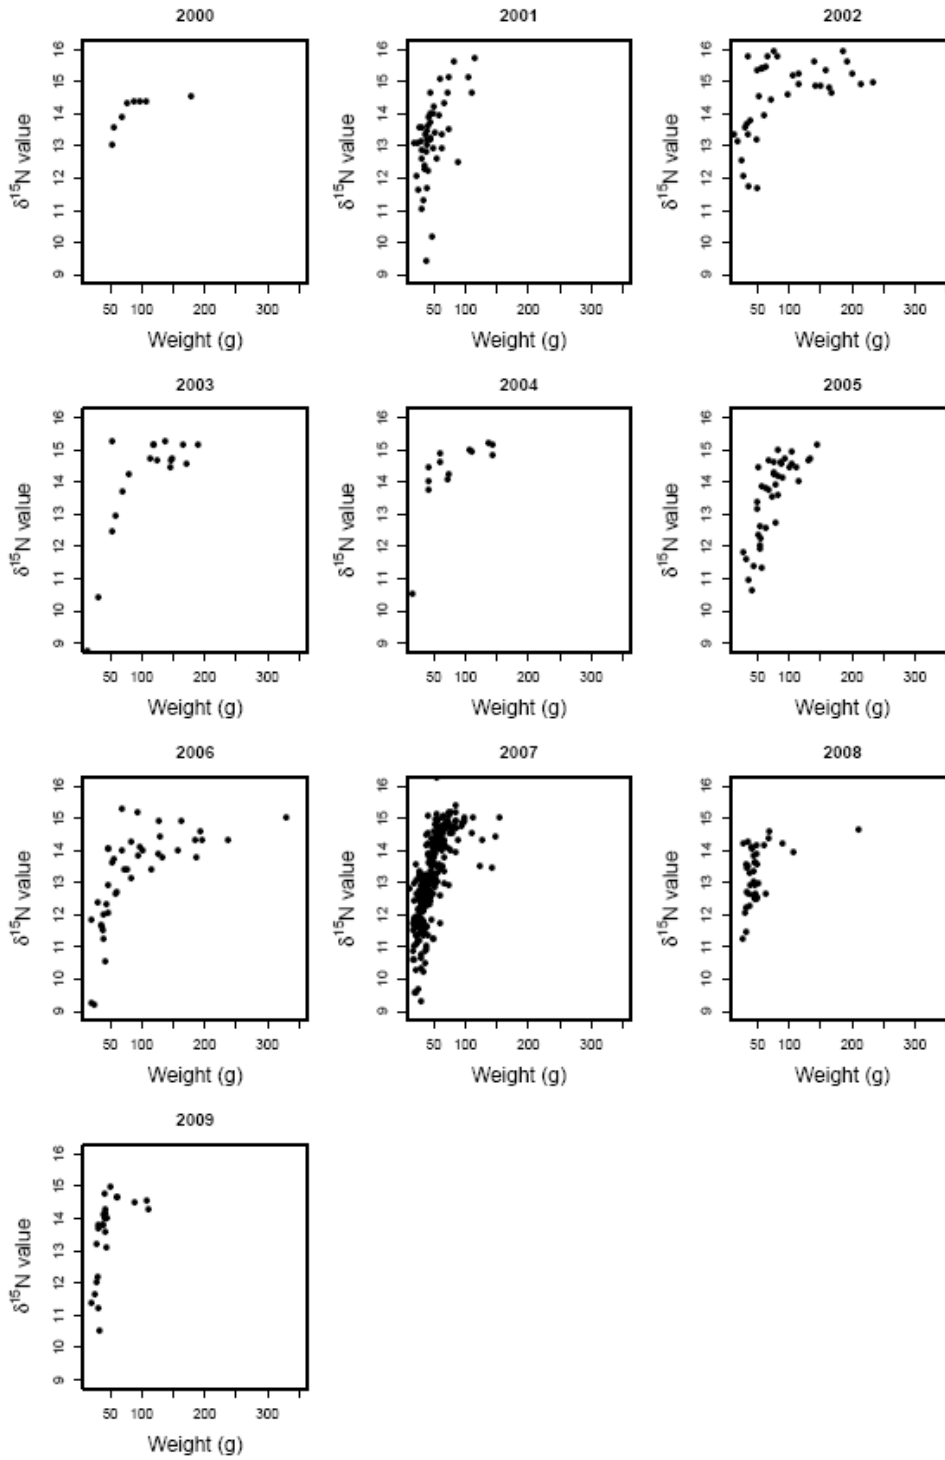 2000 2001 2002
16 16 16
15 15 15
14 14 14
13 13 13
12 12 12
11 11 11
10 10 10
9 9 9
δ15N value δ15N value δ15N value
50 100 200 300 50 100 200 300 50 100 200 300
Weight (g) Weight (g) Weight (g)
2003 2004 2005
16 16 16
15 15 15
14 14 14
13 13 13
12 12 12
11 11 11
10 10 10
9 9 9
δ15N value δ15N value δ15N value
50 100 200 300 50 100 200 300 50 100 200 300
Weight (g) Weight (g) Weight (g)
2006 2007 2008
16 16 16
15 15 15
14 14 14
13 13 13
12 12 12
11 11 11
10 10 10
9 9 9
δ15N value δ15N value δ15N value
50 100 200 300 50 100 200 300 50 100 200 300
Weight (g) Weight (g) Weight (g)
2009
16
15
14
13
12
11
10
9
δ15N value
50 100 200 300
Weight (g)